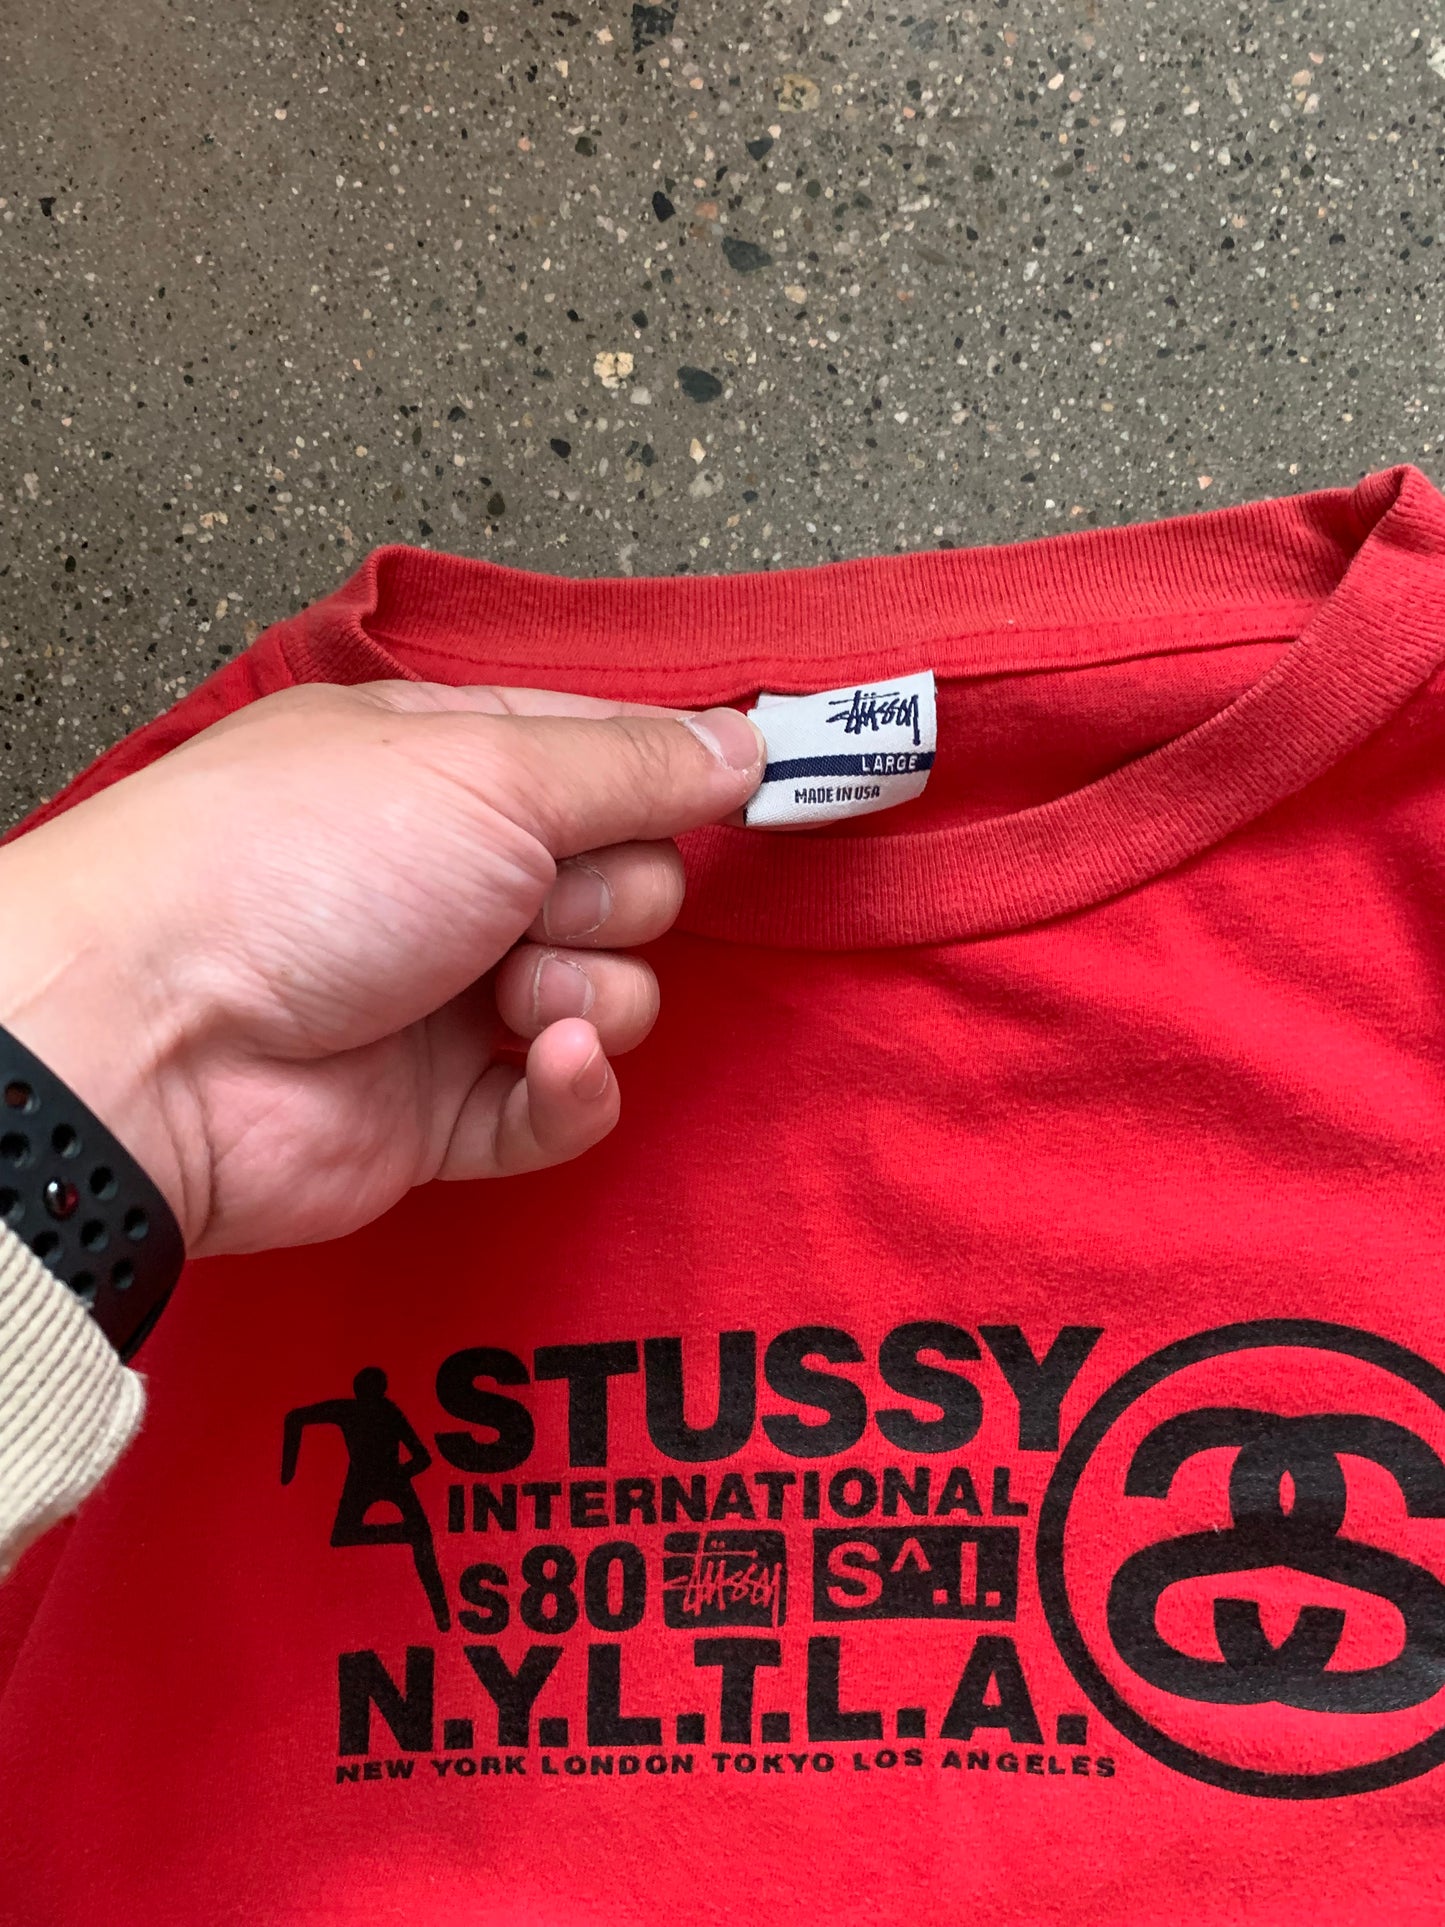 Stüssy
LARGE
MADE IN USA
STUSSY
INTERNATIONAL
s80 Stüssy S^.I.
N.Y.L.T.L.A.
NEW YORK LONDON TOKYO LOS ANGELES